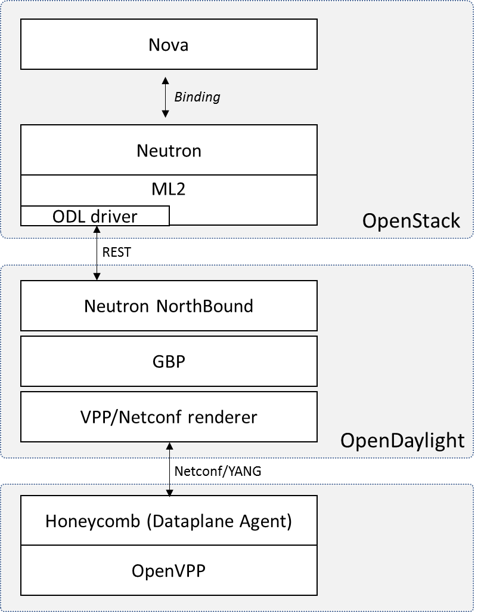 Nova
Binding
Neutron
ML2
ODL driver
OpenStack
REST
Neutron NorthBound
GBP
VPP/Netconf renderer
OpenDaylight
Netconf/YANG
Honeycomb (Dataplane Agent)
OpenVPP